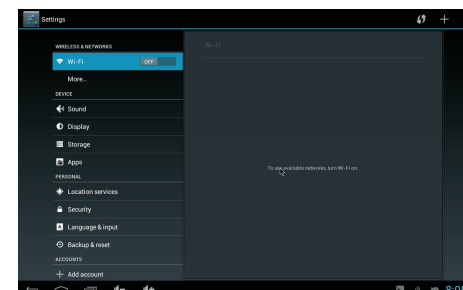 Settings
WIRELESS & NETWORKS
Wi-Fi
OFF
More...
DEVICE
Sound
Display
Storage
Apps
PERSONAL
Location services
Security
Language & input
Backup & reset
ACCOUNTS
Add account
Wi-Fi
To see available networks, turn Wi-Fi on.